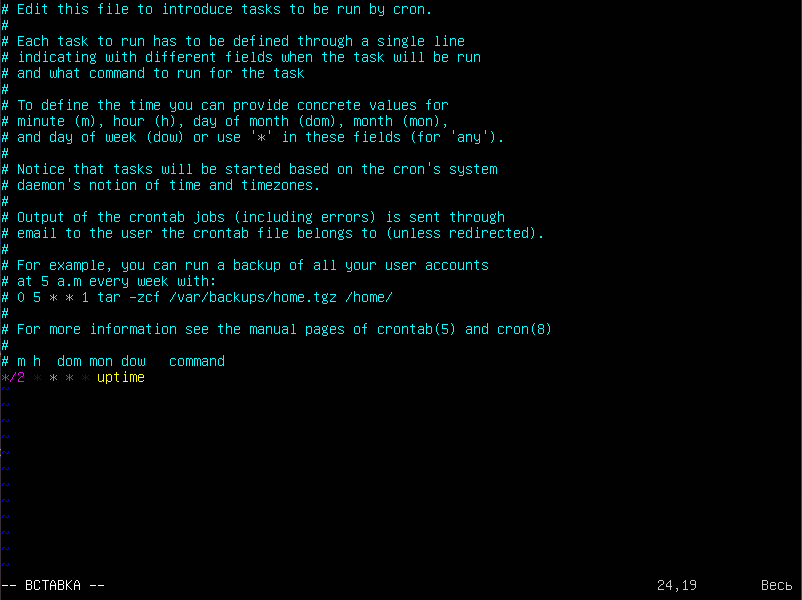 # Edit this file to introduce tasks to be run by cron.
#
# Each task to run has to be defined through a single line
# indicating with different fields when the task will be run
# and what command to run for the task
#
# To define the time you can provide concrete values for
# minute (m), hour (h), day of month (dom), month (mon),
# and day of week (dow) or use '*' in these fields (for 'any').
#
# Notice that tasks will be started based on the cron's system
# daemon's notion of time and timezones.
#
# Output of the crontab jobs (including errors) is sent through
# email to the user the crontab file belongs to (unless redirected).
#
# For example, you can run a backup of all your user accounts
# at 5 a.m every week with:
# 0 5 * * 1 tar -zcf /var/backups/home.tgz /home/
#
# For more information see the manual pages of crontab(5) and cron(8)
#
# m h  dom mon dow   command
*/2 * * * * uptime
~
~
~
~
~
~
~
~
~
~
~
~
-- ВСТАВКА -- 24,19 Весь